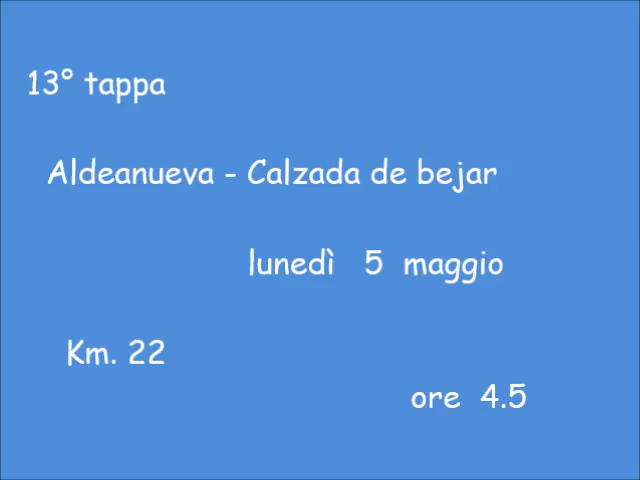 13° tappa
Aldeanueva - Calzada de bejar
lunedì 5 maggio
Km. 22
ore 4.5